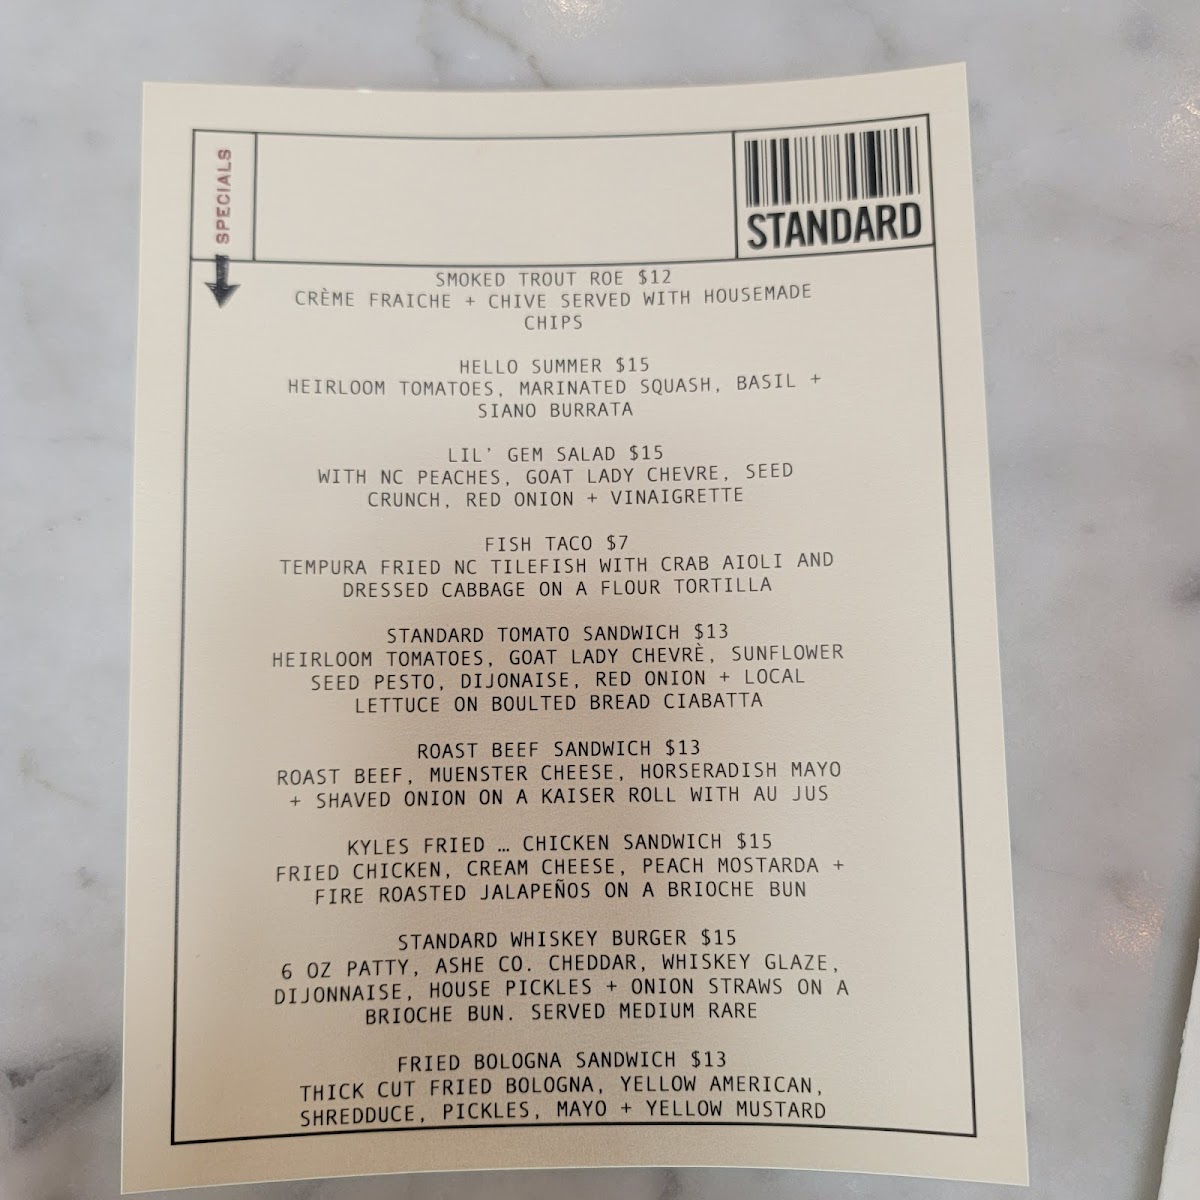 SPECIALS
STANDARD
SMOKED TROUT ROE $12
CRÈME FRAICHE + CHIVE SERVED WITH HOUSEMADE
CHIPS
HELLO SUMMER $15
HEIRLOOM TOMATOES, MARINATED SQUASH, BASIL +
SIANO BURRATA
LIL' GEM SALAD $15
WITH NC PEACHES, GOAT LADY CHEVRE, SEED
CRUNCH, RED ONION + VINAIGRETTE
FISH TACO $7
TEMPURA FRIED NC TILEFISH WITH CRAB AIOLI AND
DRESSED CABBAGE ON A FLOUR TORTILLA
STANDARD TOMATO SANDWICH $13
HEIRLOOM TOMATOES, GOAT LADY CHEVRÈ, SUNFLOWER
SEED PESTO, DIJONAISE, RED ONION + LOCAL
LETTUCE ON BOULTED BREAD CIABATTA
ROAST BEEF SANDWICH $13
ROAST BEEF, MUENSTER CHEESE, HORSERADISH MAYO
+ SHAVED ONION ON A KAISER ROLL WITH AU JUS
KYLES FRIED … CHICKEN SANDWICH $15
FRIED CHICKEN, CREAM CHEESE, PEACH MOSTARDA +
FIRE ROASTED JALAPEÑOS ON A BRIOCHE BUN
STANDARD WHISKEY BURGER $15
6 OZ PATTY, ASHE CO. CHEDDAR, WHISKEY GLAZE,
DIJONNAISE, HOUSE PICKLES + ONION STRAWS ON A
BRIOCHE BUN. SERVED MEDIUM RARE
FRIED BOLOGNA SANDWICH $13
THICK CUT FRIED BOLOGNA, YELLOW AMERICAN,
SHREDDUCE, PICKLES, MAYO + YELLOW MUSTARD